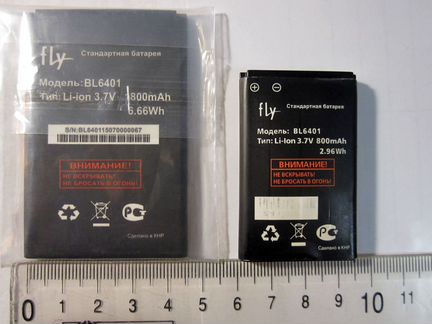 fly
Стандартная батарея
Модель: BL6401
Тип: Li-ion 3.7V 1800mAh
6.66Wh
S/N:BL640115070000067
ВНИМАНИЕ!
НЕ ВСКРЫВАТЬ!
НЕ БРОСАТЬ В ОГОНЬ!
Сделано в КНР
fly
Стандартная батарея
Модель: BL6401
Тип: Li-ion 3.7V 800mAh
2.96Wh
ВНИМАНИЕ!
НЕ ВСКРЫВАТЬ!
НЕ БРОСАТЬ В ОГОНЬ!
Сделано в КНР
0 1 2 3 4 5 6 7 8 9 10 11